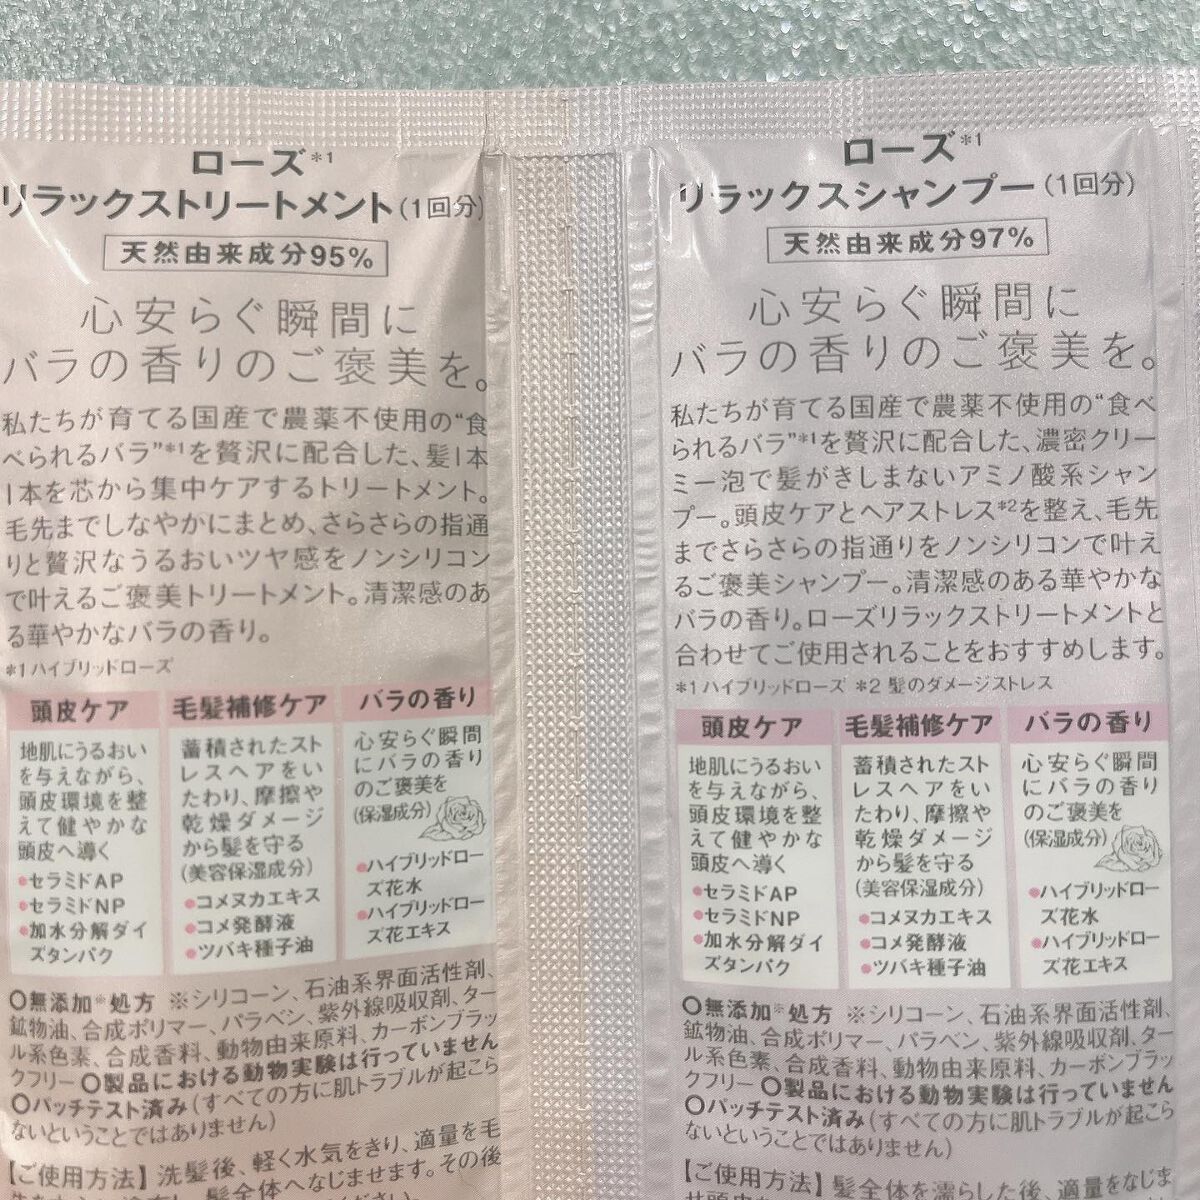 ローズ*1
リラックストリートメント(1回分)
天然由来成分95%
心安らぐ瞬間に
バラの香りのご褒美を。
私たちが育てる国産で農薬不使用の“食
べられるバラ”*1を贅沢に配合した、髪1本
1本を芯から集中ケアするトリートメント。
毛先までしなやかにまとめ、さらさらの指通
りと贅沢なうるおいツヤ感をノンシリコン
で叶えるご褒美トリートメント。清潔感のあ
る華やかなバラの香り。
*1ハイブリッドローズ
頭皮ケア
地肌にうるおい
を与えながら、
頭皮環境を整
えて健やかな
頭皮へ導く
●セラミドAP
●セラミドNP
●加水分解ダイ
ズタンパク
毛髪補修ケア
蓄積されたスト
レスヘアをい
たわり、摩擦や
乾燥ダメージ
から髪を守る
(美容保湿成分)
●コメヌカエキス
●コメ発酵液
●ツバキ種子油
バラの香り
心安らぐ瞬間
にバラの香り
のご褒美を
(保湿成分)
●ハイブリッドロー
ズ花水
●ハイブリッドロー
ズ花エキス
○無添加※処方 ※シリコーン、石油系界面活性剤、
鉱物油、合成ポリマー、パラベン、紫外線吸収剤、ター
ル系色素、合成香料、動物由来原料、カーボンブラッ
クフリー ○製品における動物実験は行っていません
○パッチテスト済み(すべての方に肌トラブルが起こら
ないということではありません)
【ご使用方法】洗髪後、軽く水気をきり、適量を毛
髪全体へなじませます。その後
ローズ*1
リラックスシャンプー(1回分)
天然由来成分97%
心安らぐ瞬間に
バラの香りのご褒美を。
私たちが育てる国産で農薬不使用の“食べ
られるバラ”*1を贅沢に配合した、濃密クリー
ミー泡で髪がきしまないアミノ酸系シャン
プー。頭皮ケアとヘアストレス*2を整え、毛先
までさらさらの指通りをノンシリコンで叶え
るご褒美シャンプー。清潔感のある華やかな
バラの香り。ローズリラックストリートメントと
合わせてご使用されることをおすすめします。
*1ハイブリッドローズ *2 髪のダメージストレス
頭皮ケア
地肌にうるおい
を与えながら、
頭皮環境を整
えて健やかな
頭皮へ導く
●セラミドAP
●セラミドNP
●加水分解ダイ
ズタンパク
毛髪補修ケア
蓄積されたスト
レスヘアをい
たわり、摩擦や
乾燥ダメージ
から髪を守る
(美容保湿成分)
●コメヌカエキス
●コメ発酵液
●ツバキ種子油
バラの香り
心安らぐ瞬間
にバラの香り
のご褒美を
(保湿成分)
●ハイブリッドロー
ズ花水
●ハイブリッドロー
ズ花エキス
○無添加※処方 ※シリコーン、石油系界面活性剤、
鉱物油、合成ポリマー、パラベン、紫外線吸収剤、ター
ル系色素、合成香料、動物由来原料、カーボンブラッ
クフリー ○製品における動物実験は行っていません
○パッチテスト済み(すべての方に肌トラブルが起こら
ないということではありません)
【ご使用方法】髪全体を濡らした後、適量をなじま